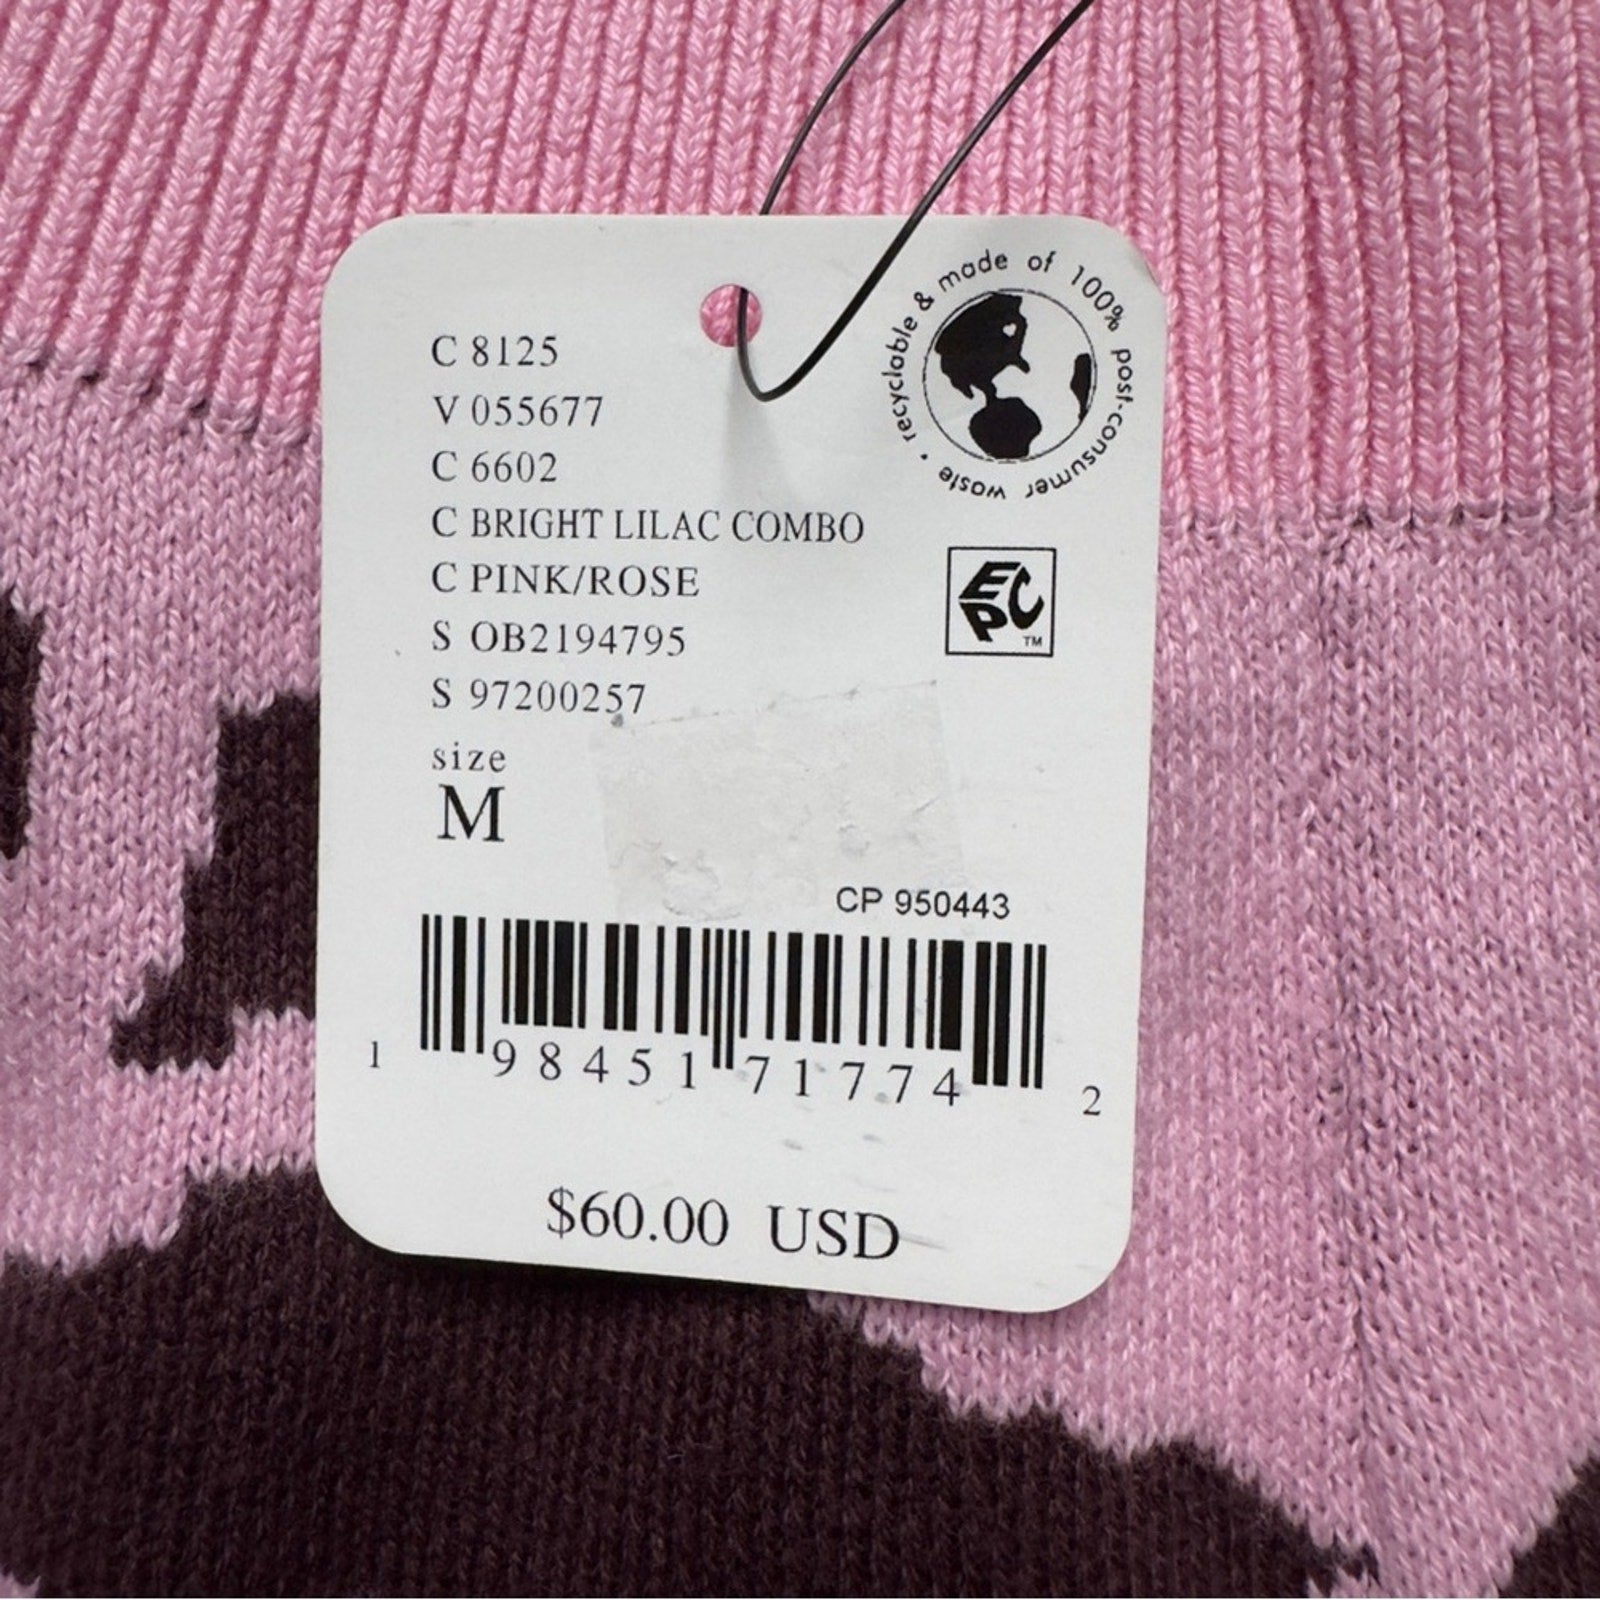 recyclable & made of 100% post-consumer waste •
C 8125
V 055677
C 6602
C BRIGHT LILAC COMBO
C PINK/ROSE
S OB2194795
S 97200257
EPC
TM
size
M
CP 950443
1 98451 71774 2
$60.00 USD